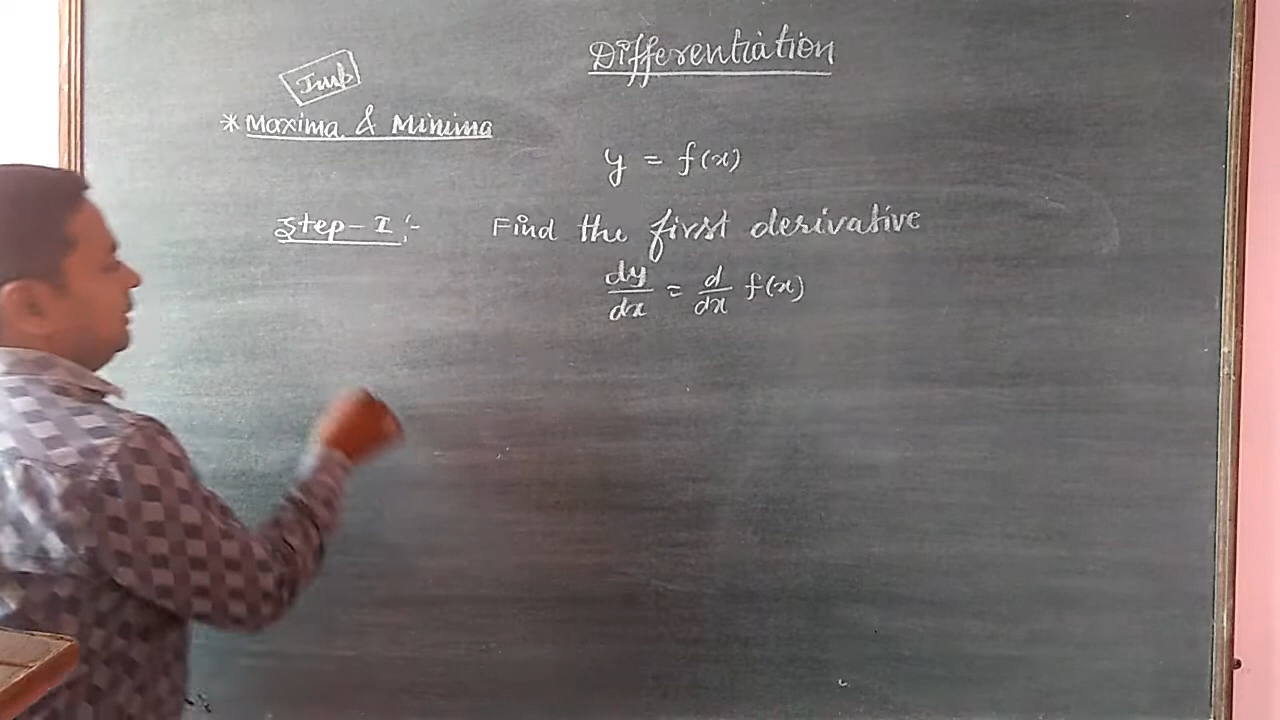 Differentiation
Imp
* Maxima & Minima
y = f(x)
Step-I :- Find the first derivative
dy/dx = d/dx f(x)